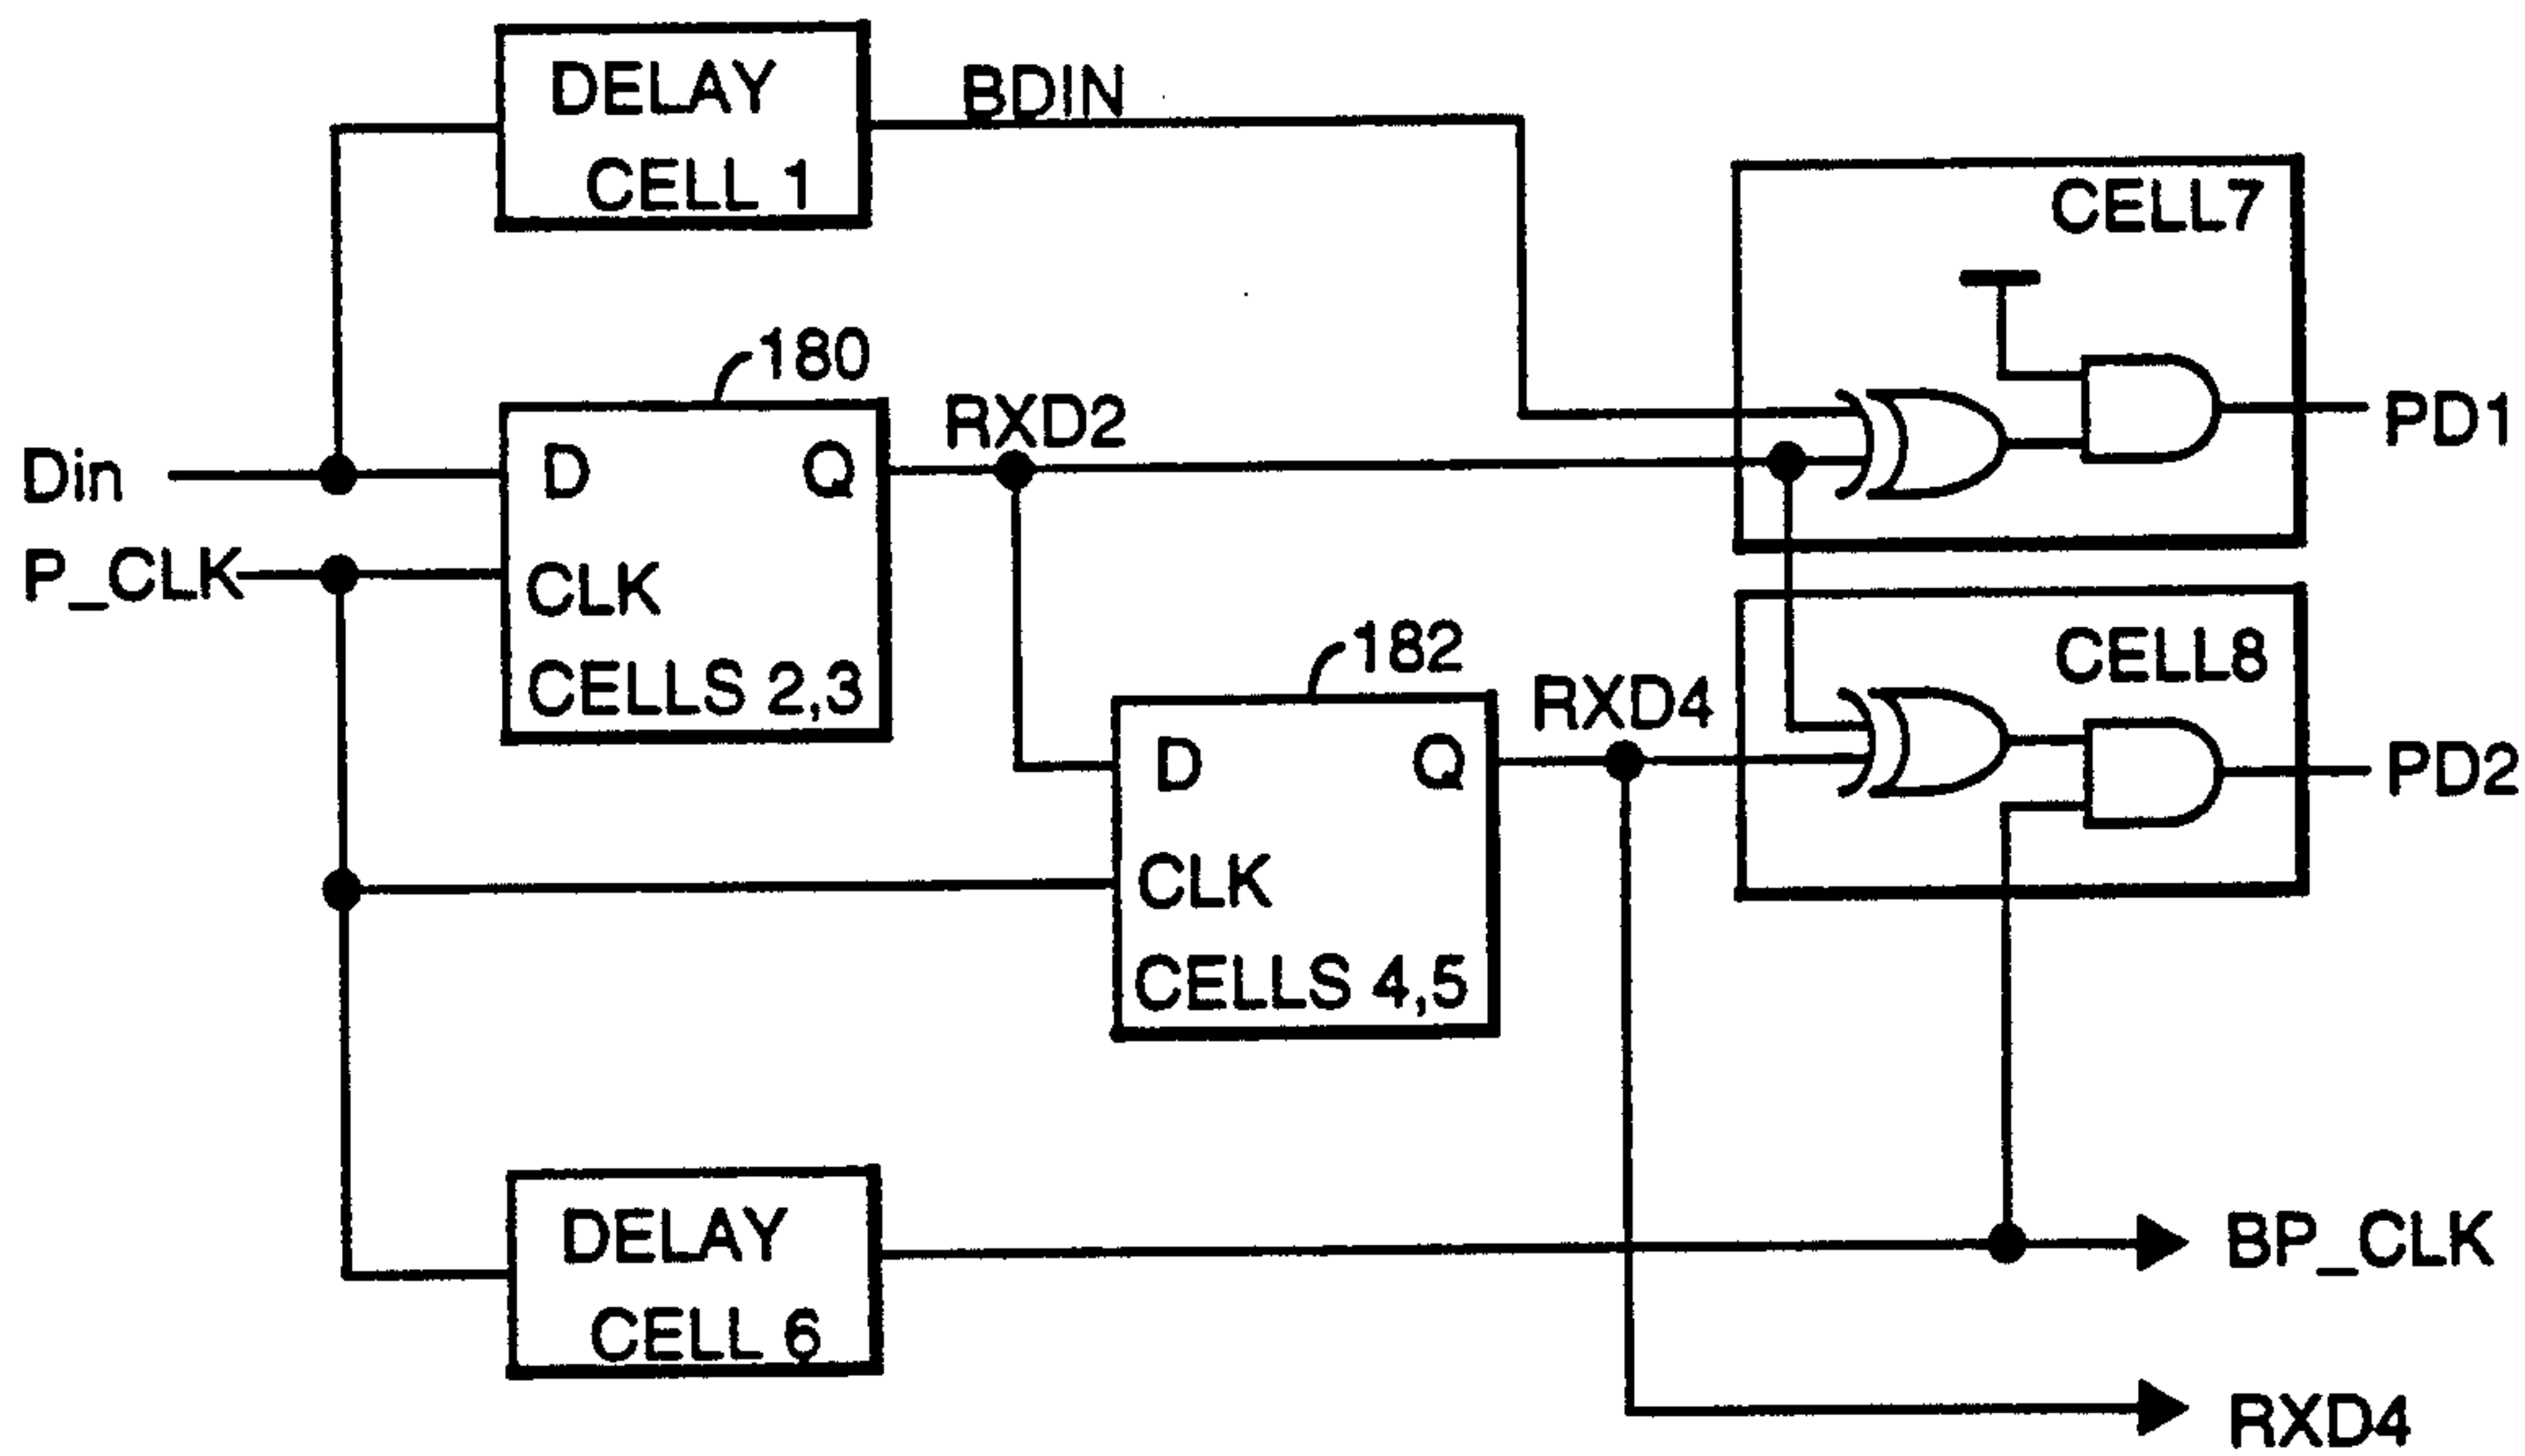 DELAY
CELL 1
BDIN
CELL7
180
RXD2
PD1
Din
D
Q
P_CLK
CLK
CELLS 2,3
CELL8
182
RXD4
D
Q
PD2
CLK
CELLS 4,5
DELAY
CELL 6
BP_CLK
RXD4